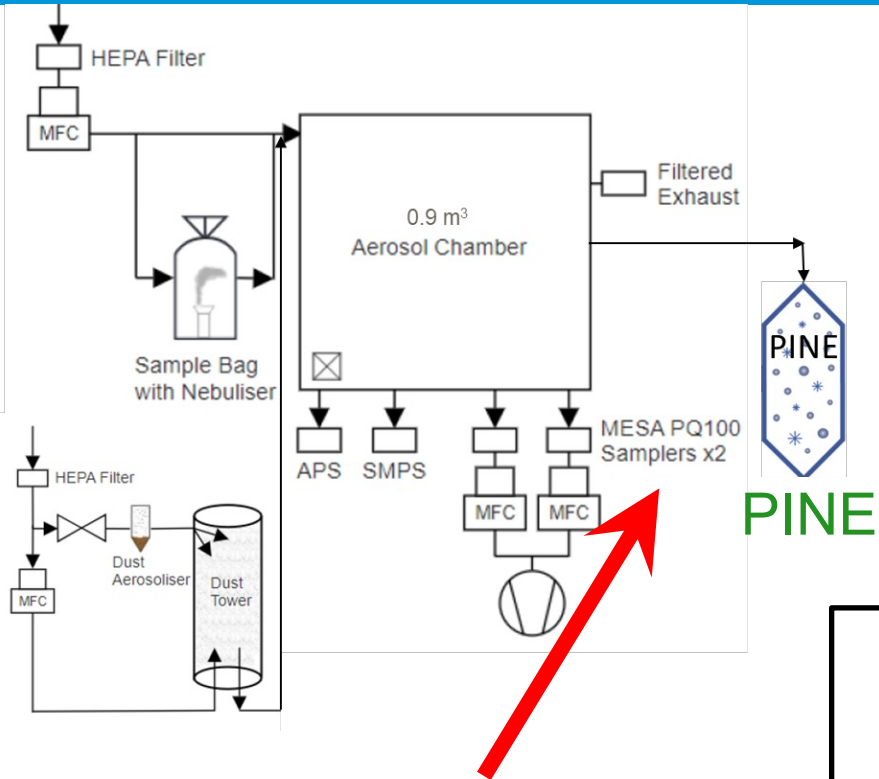 HEPA Filter
MFC
Filtered
Exhaust
0.9 m³
Aerosol Chamber
PINE
Sample Bag
with Nebuliser
APS
SMPS
MESA PQ100
Samplers x2
MFC
MFC
PINE
HEPA Filter
Dust
Aerosoliser
Dust
Tower
MFC